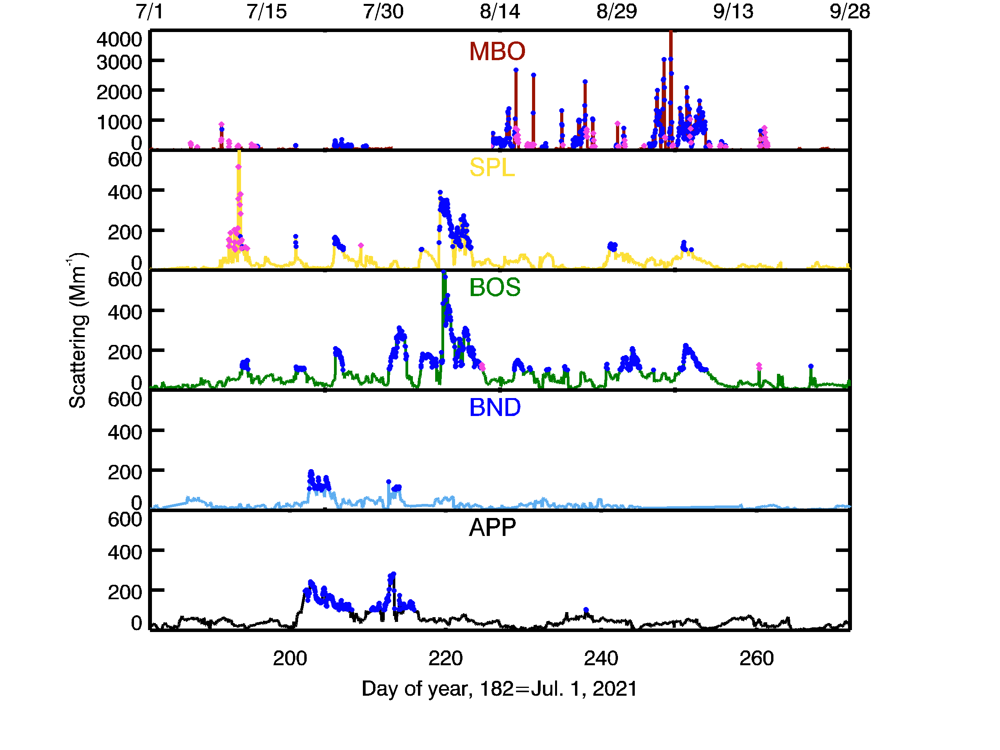 7/1 7/15 7/30 8/14 8/29 9/13 9/28
4000
MBO
3000
2000
1000
0
600
SPL
400
200
0
600
BOS
400
200
0
600
BND
400
200
0
600
APP
400
200
0
Scattering (Mm-1)
200 220 240 260
Day of year, 182=Jul. 1, 2021